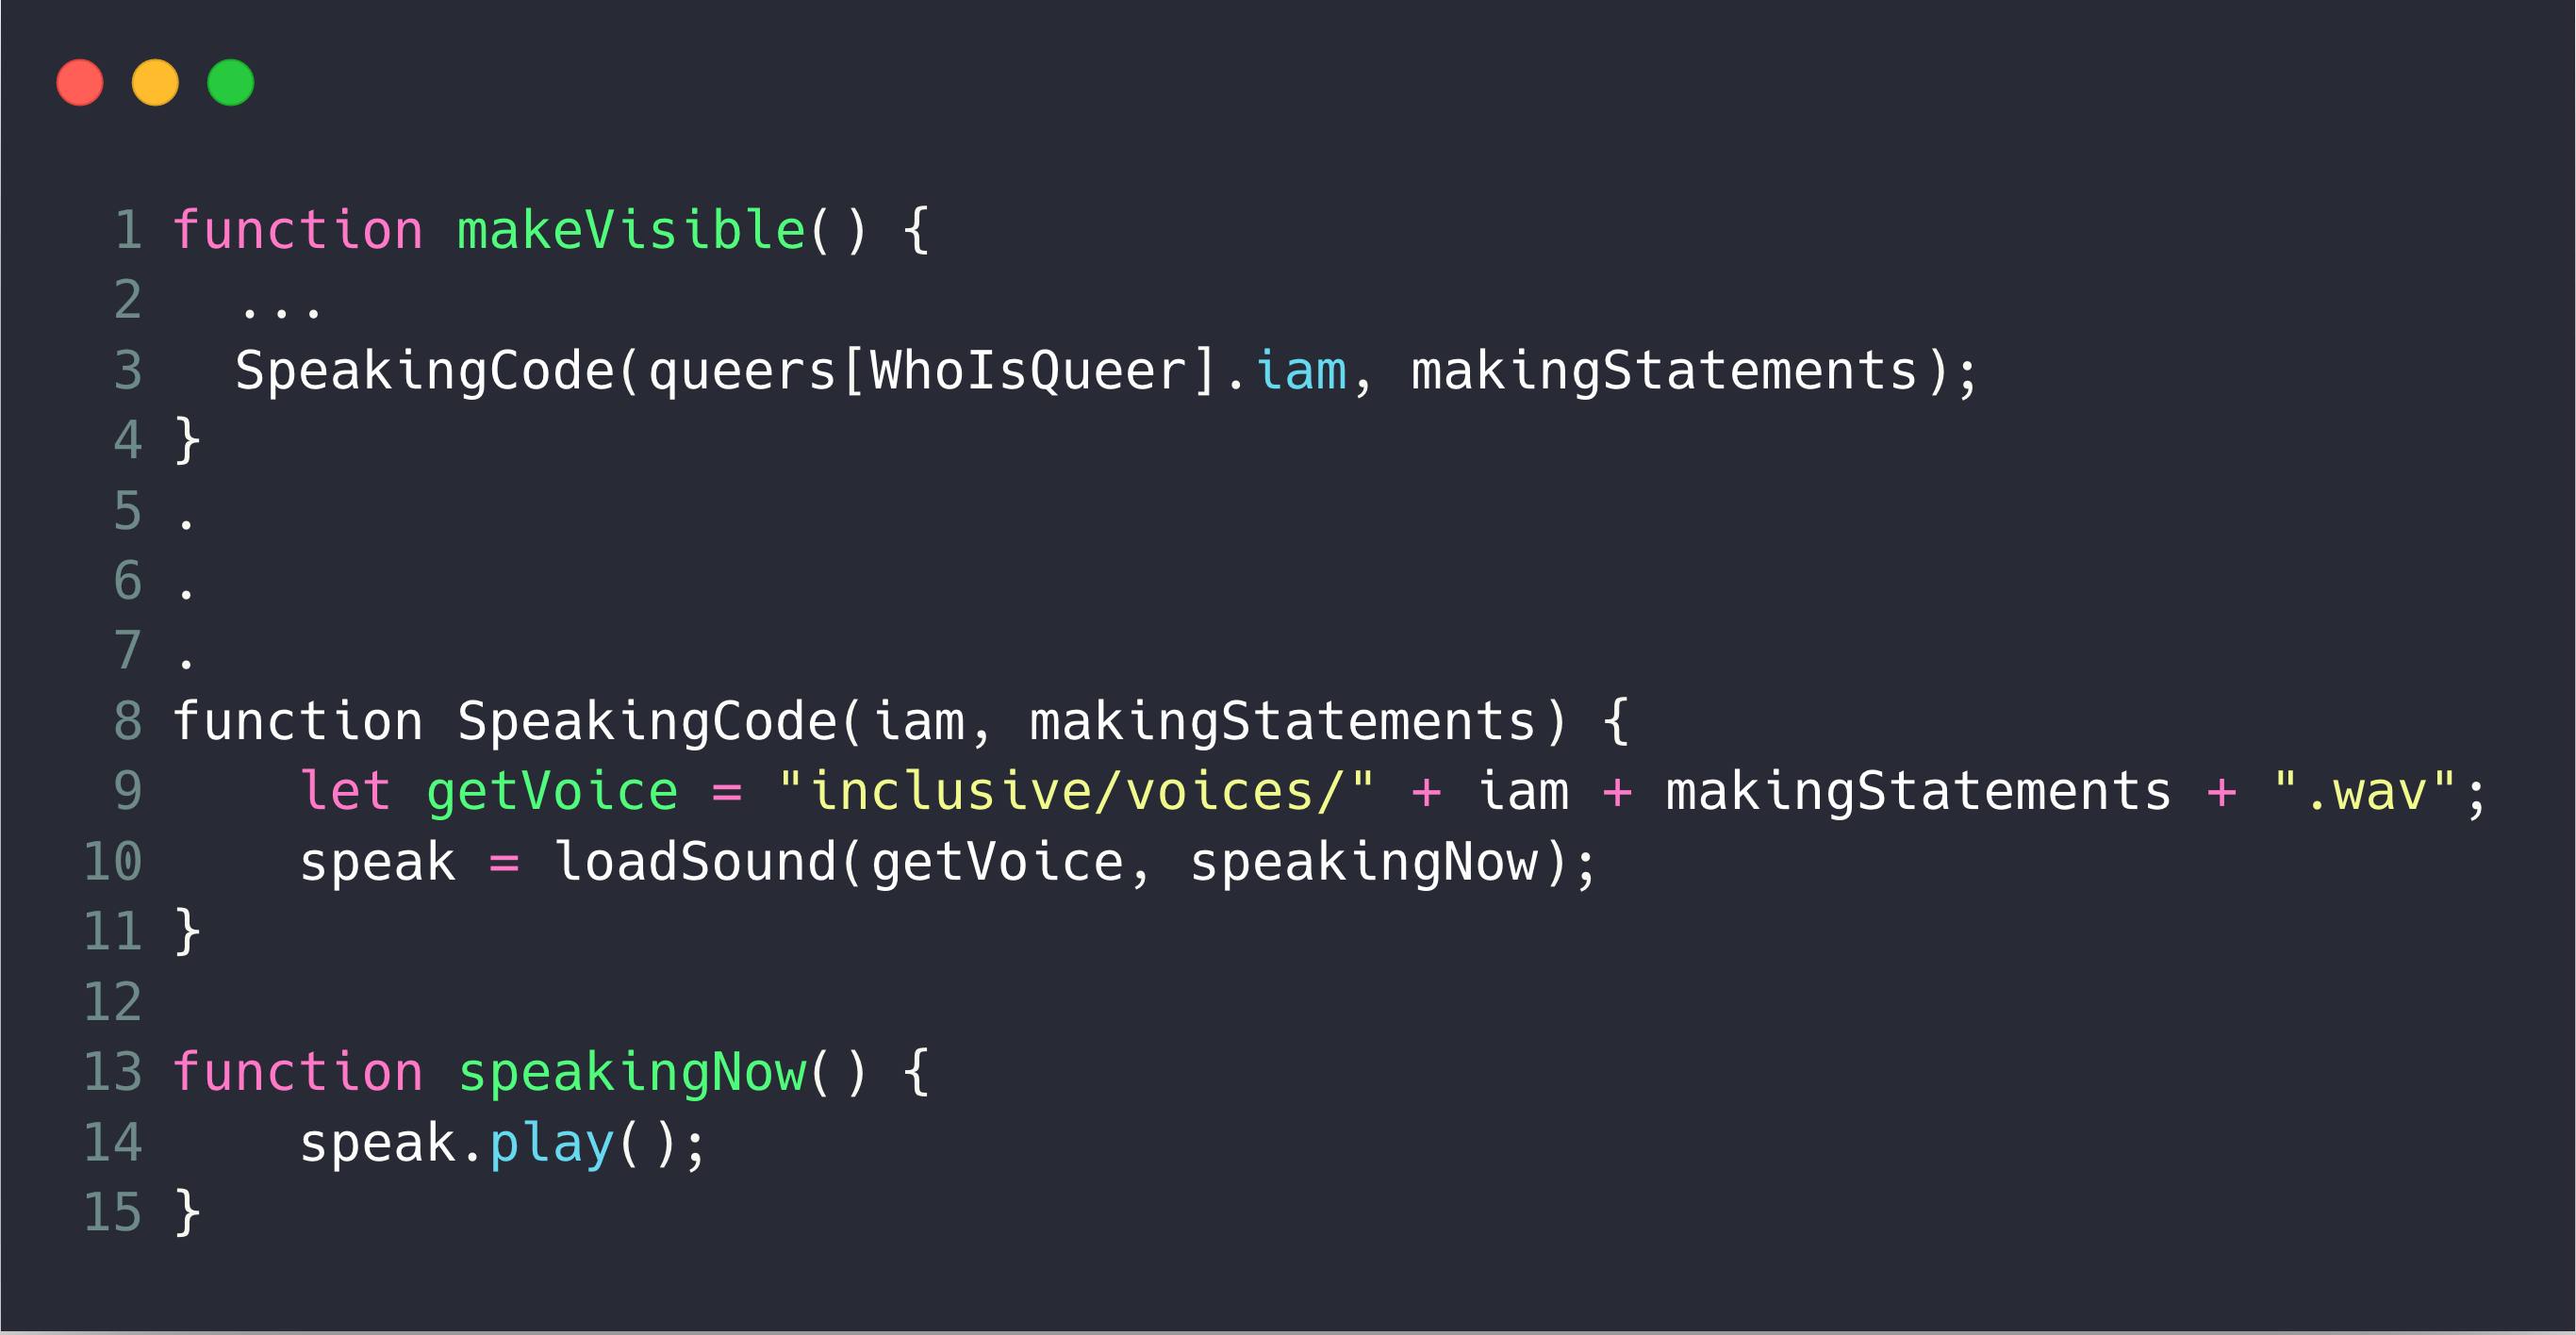 1 function makeVisible() {
2   ...
3   SpeakingCode(queers[WhoIsQueer].iam, makingStatements);
4 }
5 .
6 .
7 .
8 function SpeakingCode(iam, makingStatements) {
9     let getVoice = "inclusive/voices/" + iam + makingStatements + ".wav";
10     speak = loadSound(getVoice, speakingNow);
11 }
12
13 function speakingNow() {
14     speak.play();
15 }